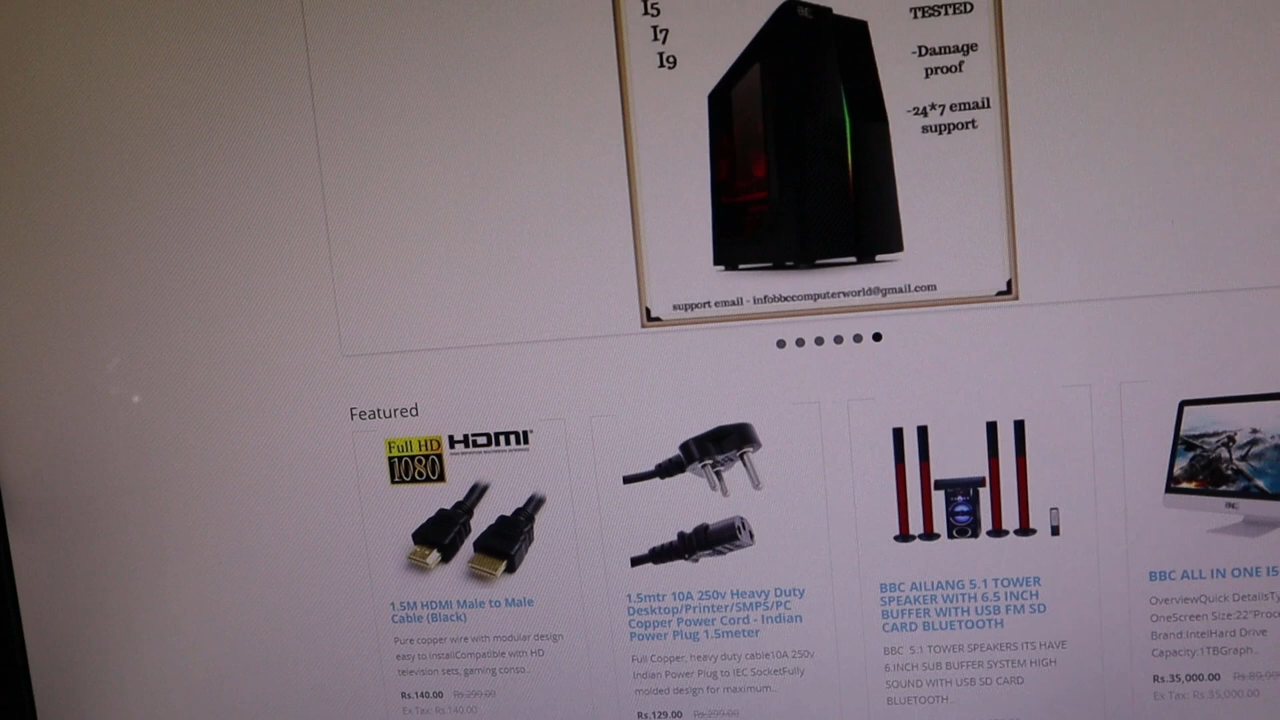 I5
I7
I9
TESTED
-Damage
proof
-24*7 email
support
support email - infobbccomputerworld@gmail.com
Featured
Full HD
1080
HDMI
1.5M HDMI Male to Male
Cable (Black)
Pure copper wire with modular design
easy to installCompatible with HD
television sets, gaming conso..
Rs.140.00 Rs.299.00
Ex Tax: Rs.140.00
1.5mtr 10A 250v Heavy Duty
Desktop/Printer/SMPS/PC
Copper Power Cord - Indian
Power Plug 1.5meter
Full Copper, heavy duty cable10A 250v
Indian Power Plug to IEC SocketFully
molded design for maximum..
Rs.129.00 Rs.299.00
BBC AILIANG 5.1 TOWER
SPEAKER WITH 6.5 INCH
BUFFER WITH USB FM SD
CARD BLUETOOTH
BBC 5.1 TOWER SPEAKERS ITS HAVE
6.INCH SUB BUFFER SYSTEM HIGH
SOUND WITH USB SD CARD
BLUETOOTH..
BBC ALL IN ONE I5
OverviewQuick DetailsTy
OneScreen Size:22"Proc
Brand:IntelHard Drive
Capacity:1TBGraph..
Rs.35,000.00
Ex Tax: Rs.35,000.00